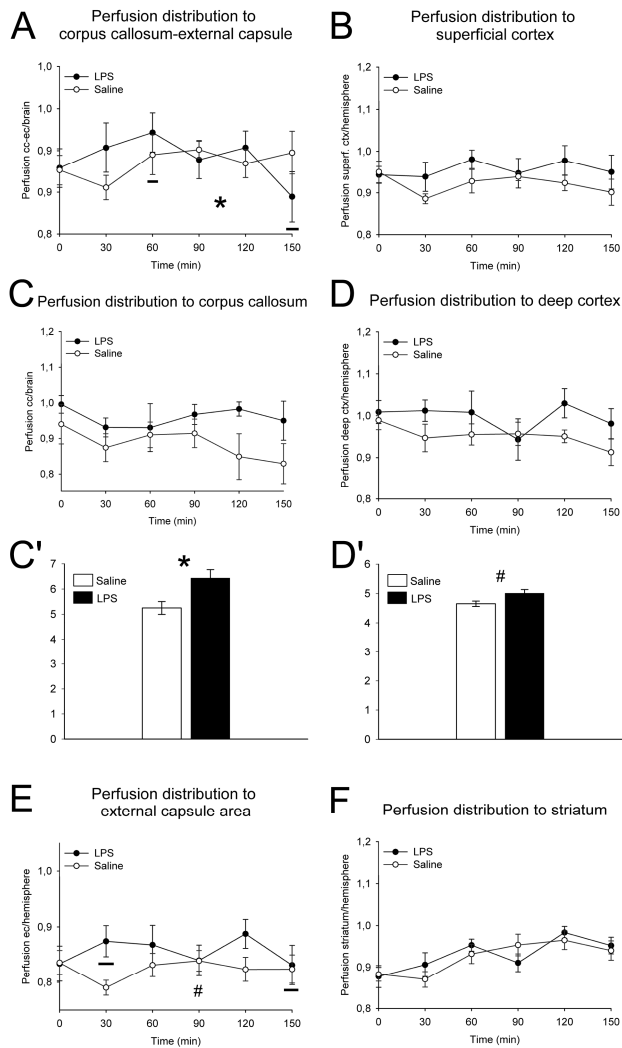 A
Perfusion distribution to
corpus callosum-external capsule
1,0
1,0
0,9
0,9
0,8
Perfusion cc-ec/brain
LPS
Saline
*
0
30
60
90
120
150
Time (min)
B
Perfusion distribution to
superficial cortex
1,2
1,1
1,0
0,9
0,8
Perfusion superf. ctx/hemisphere
LPS
Saline
0
30
60
90
120
150
Time (min)
C
Perfusion distribution to corpus callosum
1,2
1,1
1,0
0,9
0,8
Perfusion cc/brain
LPS
Saline
0
30
60
90
120
150
Time (min)
D
Perfusion distribution to deep cortex
1,2
1,1
1,0
0,9
0,8
Perfusion deep ctx/hemisphere
LPS
Saline
0
30
60
90
120
150
Time (min)
C'
7
6
5
4
3
2
1
0
Saline
LPS
*
D'
6
5
4
3
2
1
0
Saline
LPS
#
E
Perfusion distribution to
external capsule area
1,0
0,9
0,8
Perfusion ec/hemisphere
LPS
Saline
#
0
30
60
90
120
150
Time (min)
F
Perfusion distribution to striatum
1,2
1,1
1,0
0,9
0,8
Perfusion striatum/hemisphere
LPS
Saline
0
30
60
90
120
150
Time (min)